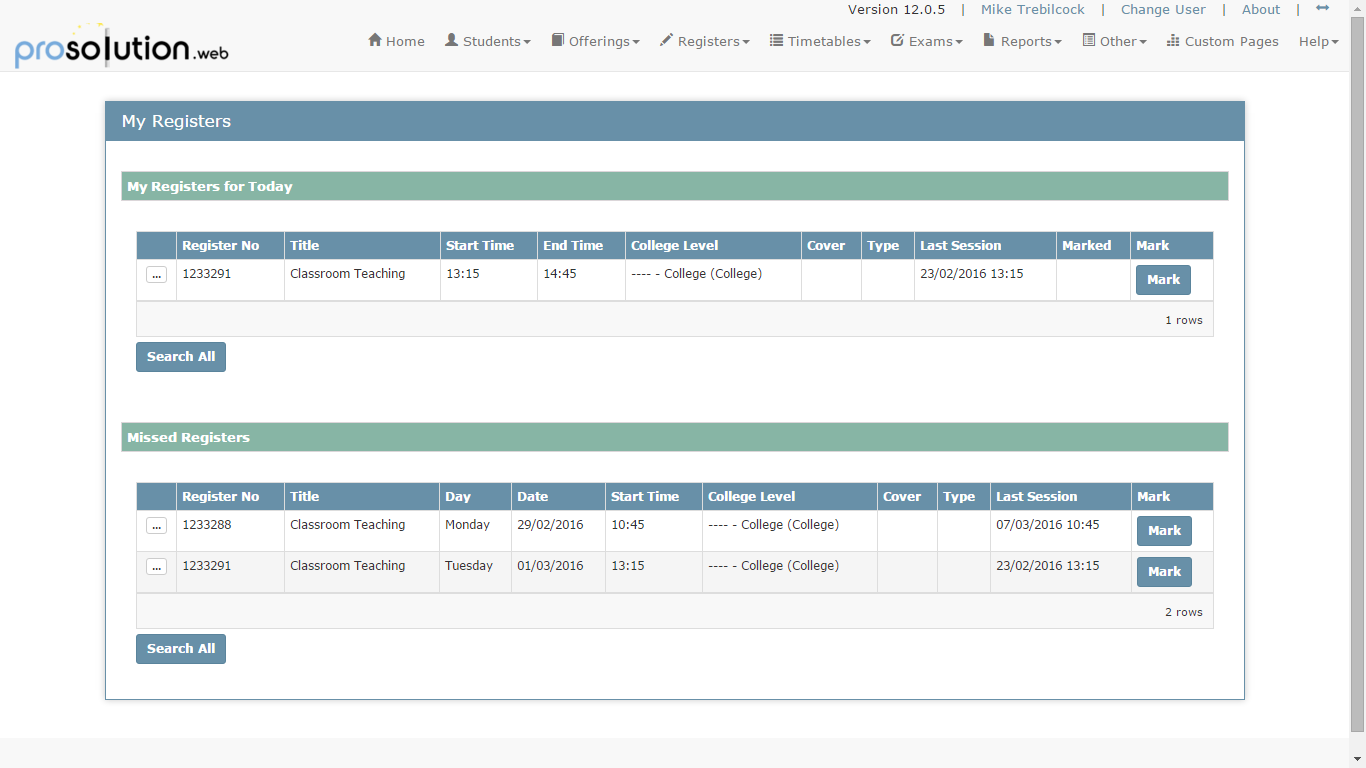 Version 12.0.5 | Mike Trebilcock | Change User | About |
prosolution.web
Home Students Offerings Registers Timetables Exams Reports Other Custom Pages Help
My Registers
My Registers for Today
Register No Title Start Time End Time College Level Cover Type Last Session Marked Mark
... 1233291 Classroom Teaching 13:15 14:45 ---- - College (College) 23/02/2016 13:15 Mark
1 rows
Search All
Missed Registers
Register No Title Day Date Start Time College Level Cover Type Last Session Mark
... 1233288 Classroom Teaching Monday 29/02/2016 10:45 ---- - College (College) 07/03/2016 10:45 Mark
... 1233291 Classroom Teaching Tuesday 01/03/2016 13:15 ---- - College (College) 23/02/2016 13:15 Mark
2 rows
Search All